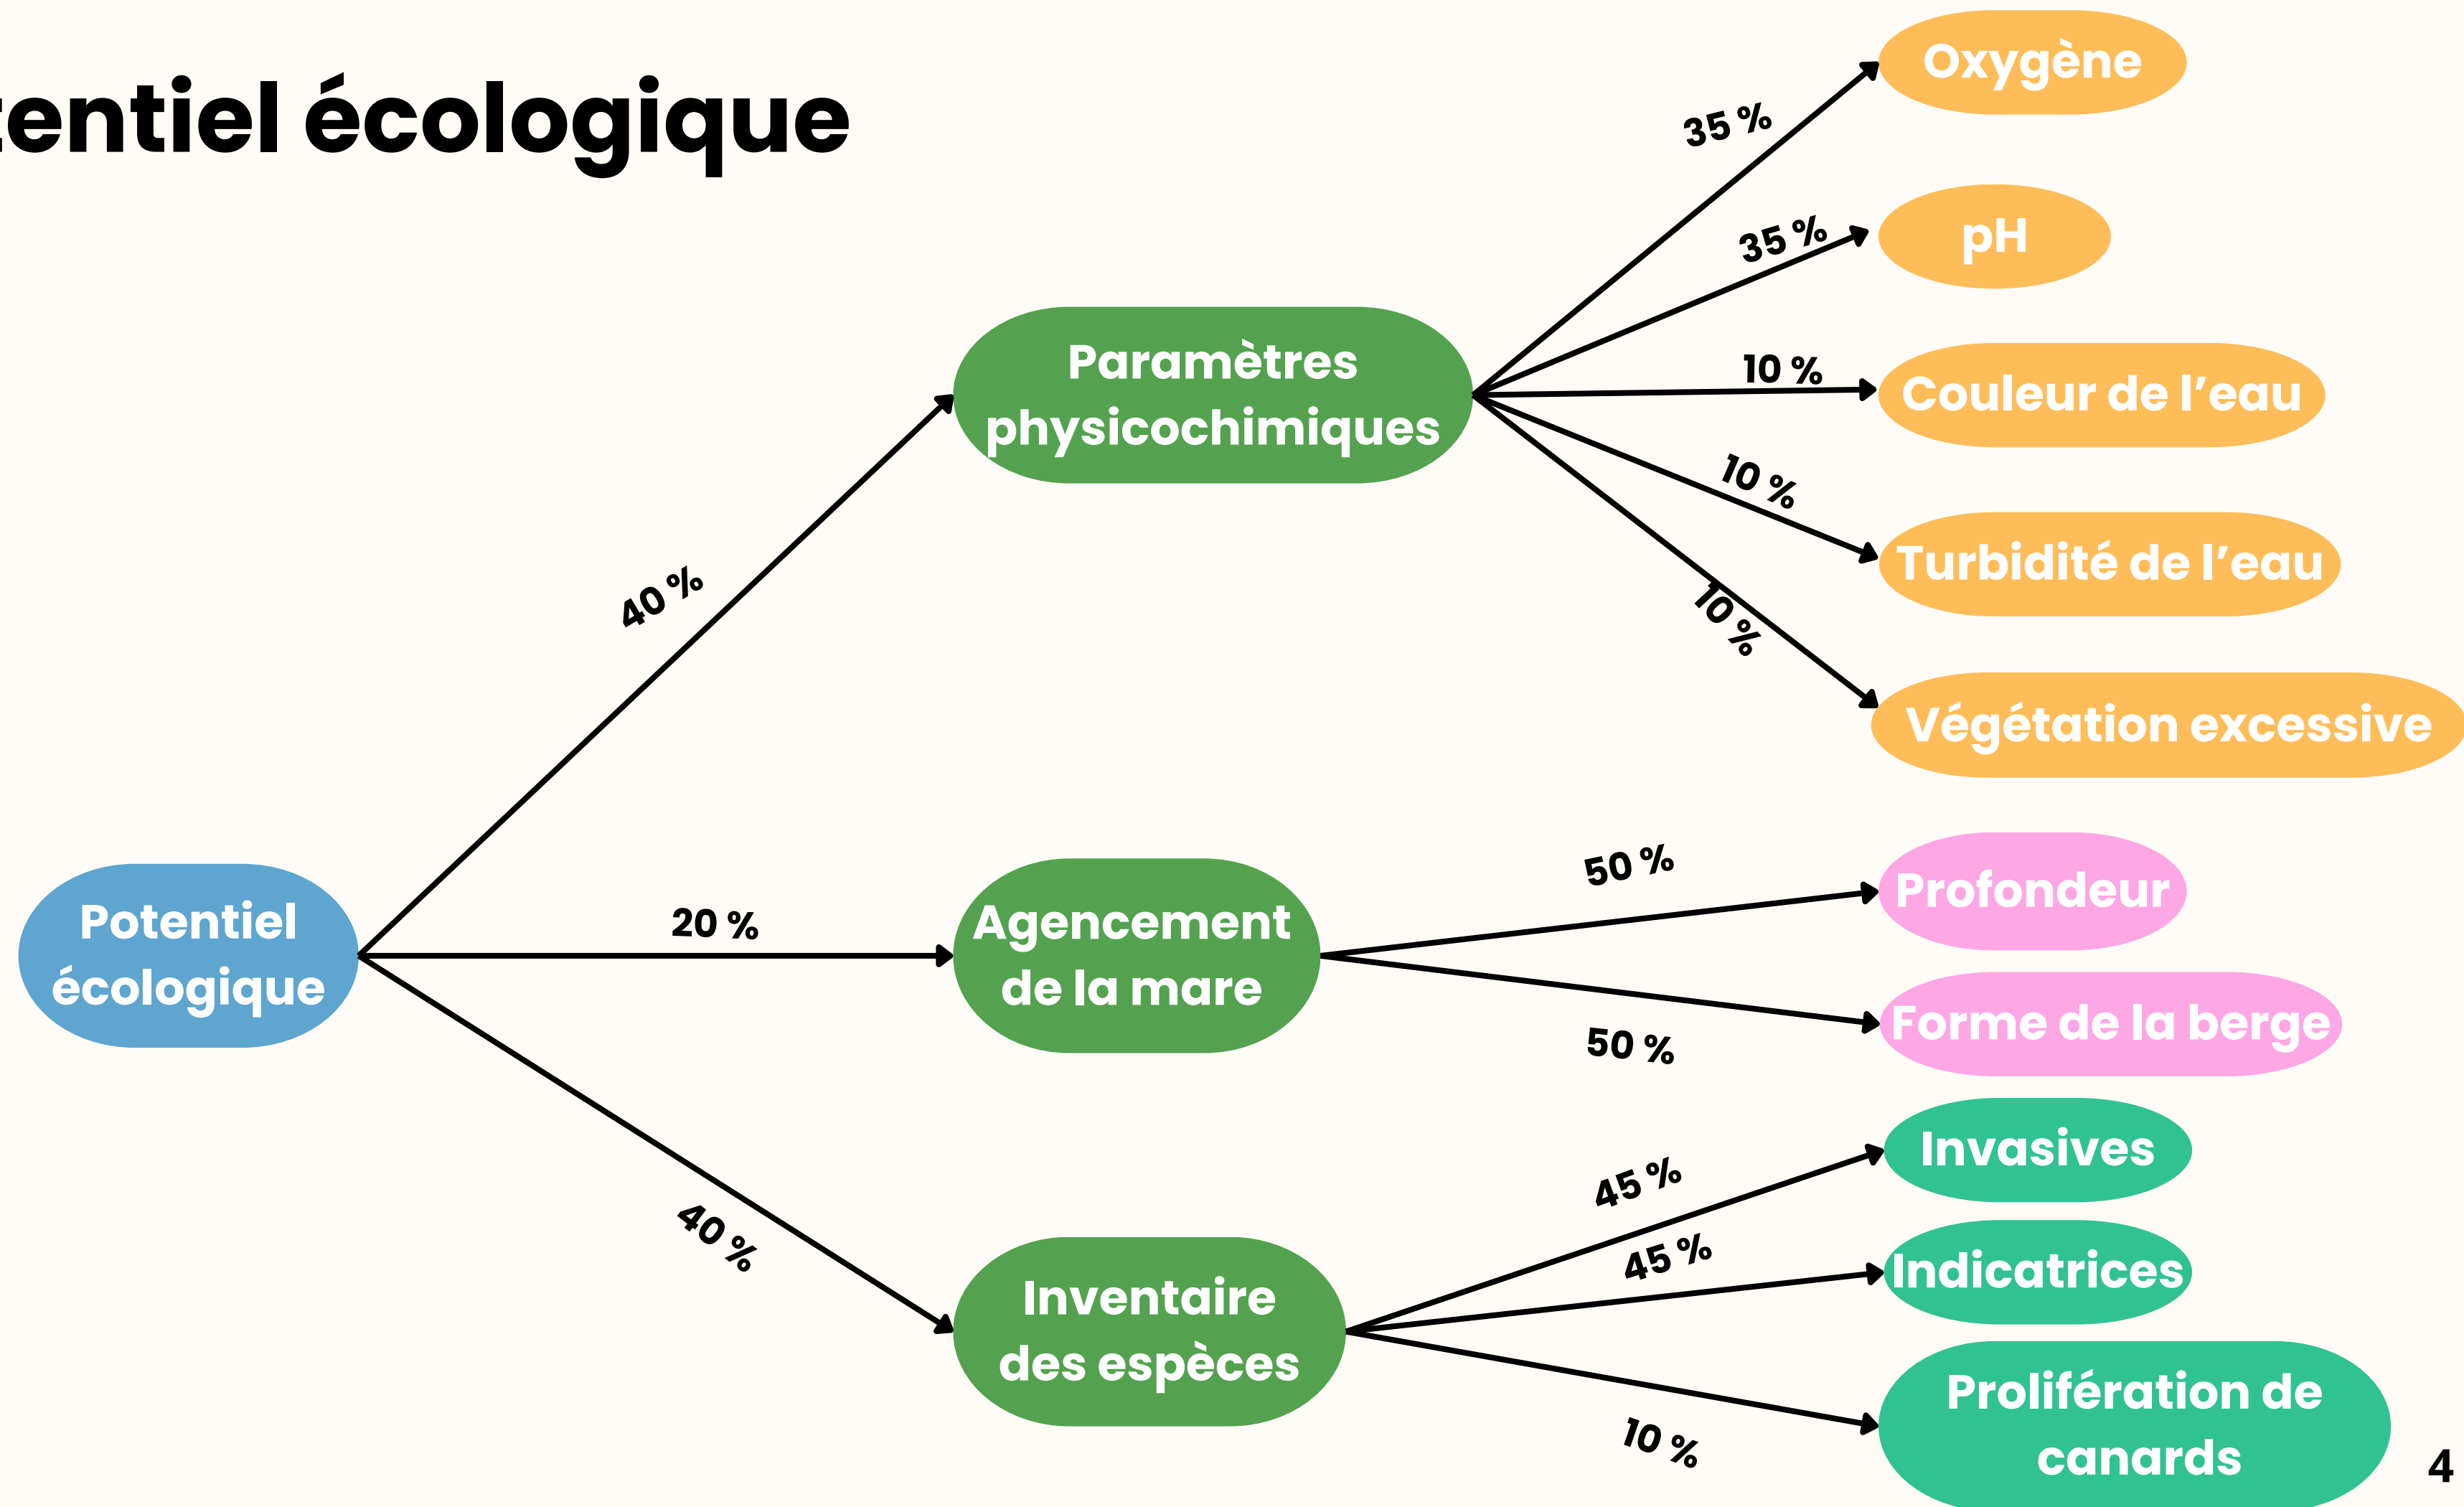 tentiel écologique
Oxygène
35 %
pH
35 %
Paramètres
physicochimiques
10 %
Couleur de l’eau
10 %
Turbidité de l’eau
10 %
Végétation excessive
40 %
Potentiel
écologique
20 %
Agencement
de la mare
50 %
Profondeur
50 %
Forme de la berge
40 %
Inventaire
des espèces
45 %
Invasives
45 %
Indicatrices
10 %
Prolifération de
canards
4